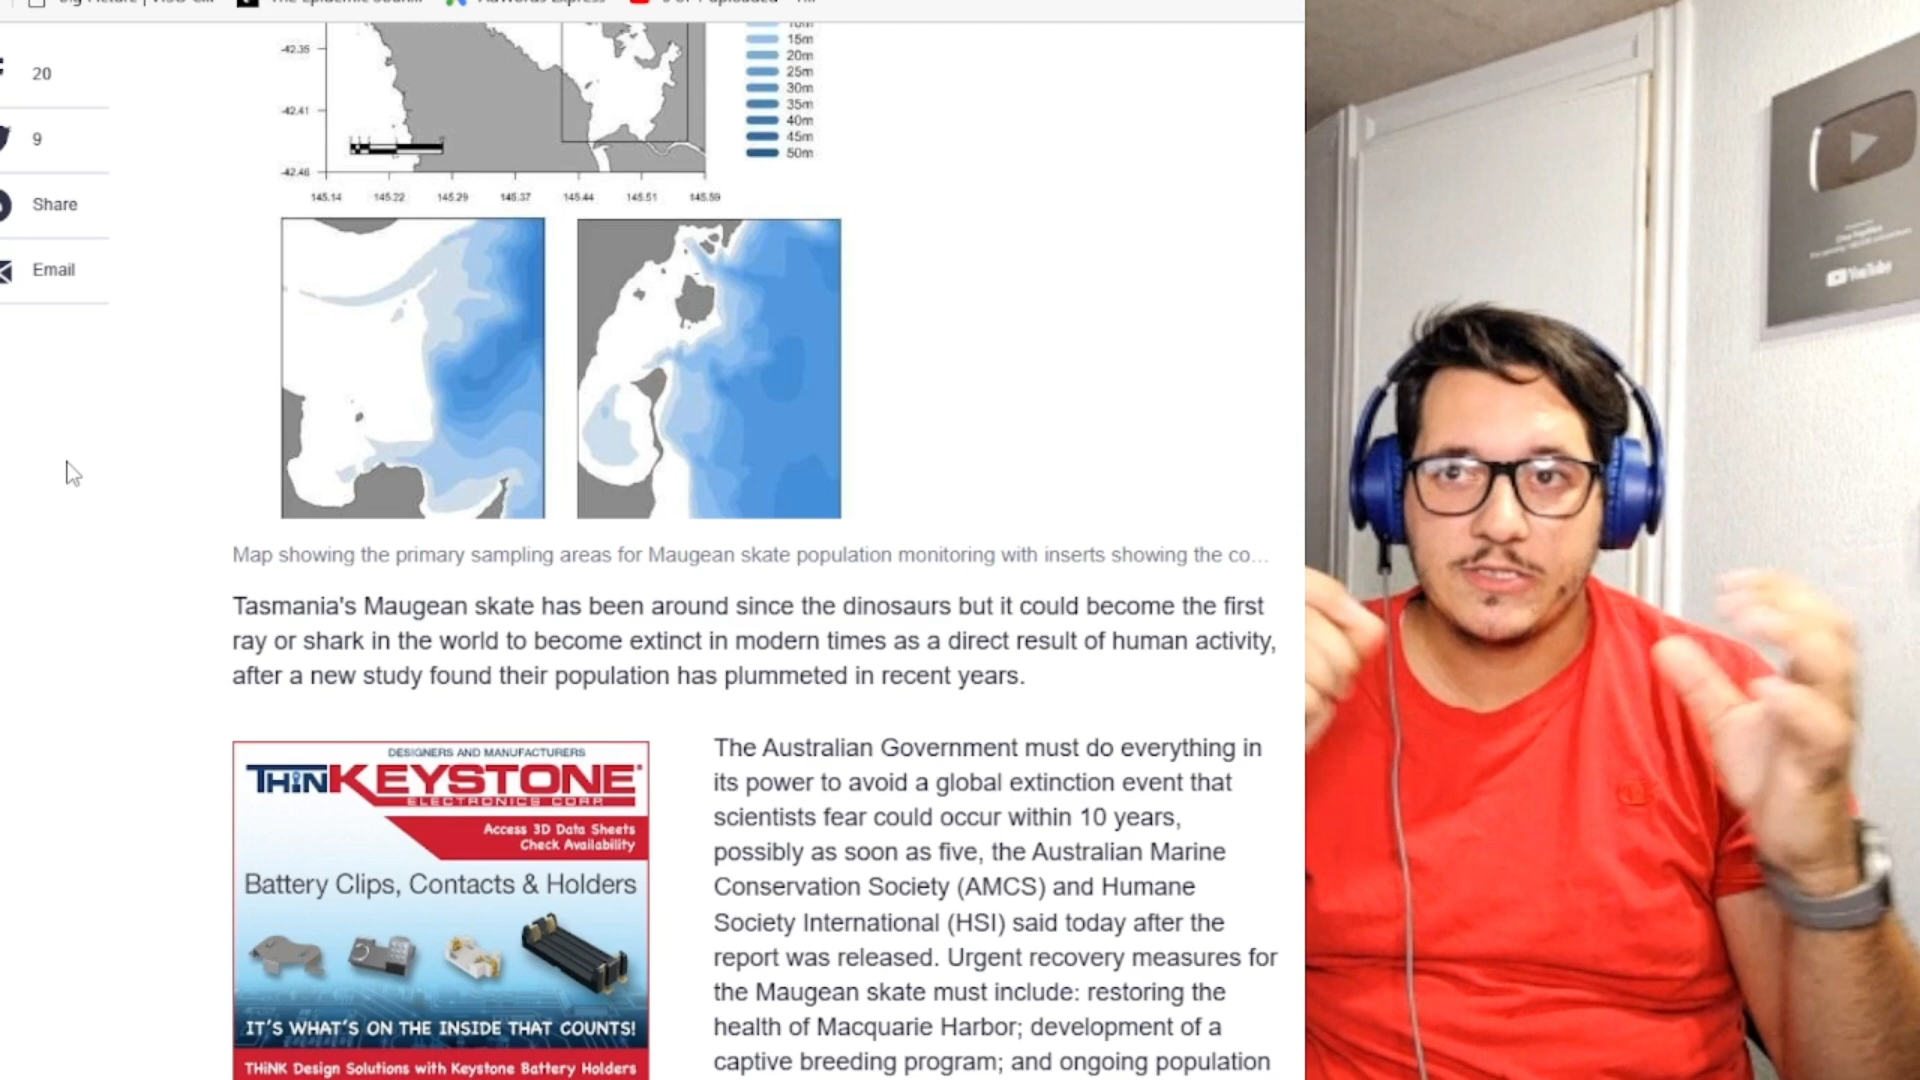 20
9
Share
Email
-42.35
-42.41
-42.46
145.14 145.22 145.29 145.37 145.44 145.51 145.59
10m
15m
20m
25m
30m
35m
40m
45m
50m
Map showing the primary sampling areas for Maugean skate population monitoring with inserts showing the co...
Tasmania's Maugean skate has been around since the dinosaurs but it could become the first
ray or shark in the world to become extinct in modern times as a direct result of human activity,
after a new study found their population has plummeted in recent years.
DESIGNERS AND MANUFACTURERS
THiNKEYSTONE
ELECTRONICS CORP.
Access 3D Data Sheets
Check Availability
Battery Clips, Contacts & Holders
IT'S WHAT'S ON THE INSIDE THAT COUNTS!
THiNK Design Solutions with Keystone Battery Holders
The Australian Government must do everything in
its power to avoid a global extinction event that
scientists fear could occur within 10 years,
possibly as soon as five, the Australian Marine
Conservation Society (AMCS) and Humane
Society International (HSI) said today after the
report was released. Urgent recovery measures for
the Maugean skate must include: restoring the
health of Macquarie Harbor; development of a
captive breeding program; and ongoing population
YouTube